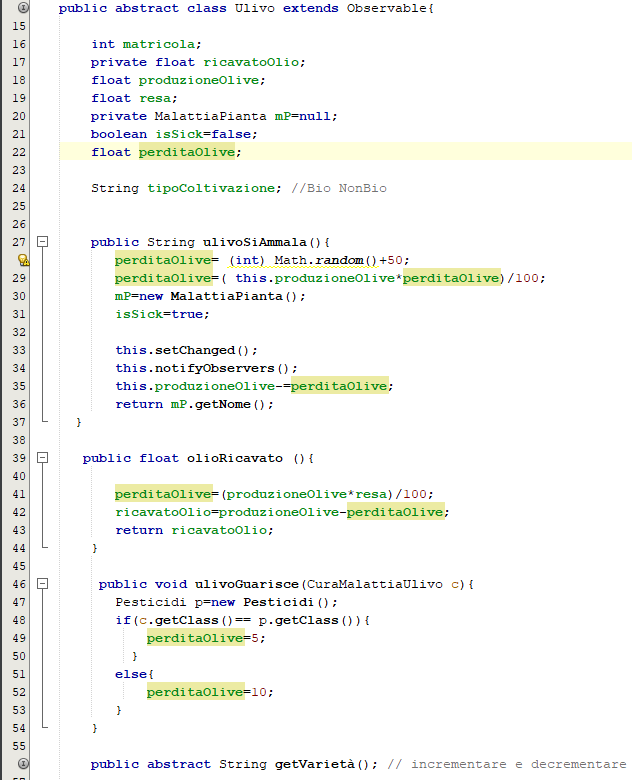 public abstract class Ulivo extends Observable{
15
16 int matricola;
17 private float ricavatoOlio;
18 float produzioneOlive;
19 float resa;
20 private MalattiaPianta mP=null;
21 boolean isSick=false;
22 float perditaOlive;
23
24 String tipoColtivazione; //Bio NonBio
25
26
27 public String ulivoSiAmmala(){
perditaOlive= (int) Math.random()+50;
29 perditaOlive=( this.produzioneOlive*perditaOlive)/100;
30 mP=new MalattiaPianta();
31 isSick=true;
32
33 this.setChanged();
34 this.notifyObservers();
35 this.produzioneOlive-=perditaOlive;
36 return mP.getNome();
37 }
38
39 public float olioRicavato (){
40
41 perditaOlive=(produzioneOlive*resa)/100;
42 ricavatoOlio=produzioneOlive-perditaOlive;
43 return ricavatoOlio;
44 }
45
46 public void ulivoGuarisce(CuraMalattiaUlivo c){
47 Pesticidi p=new Pesticidi();
48 if(c.getClass()== p.getClass()){
49 perditaOlive=5;
50 }
51 else{
52 perditaOlive=10;
53 }
54 }
55
public abstract String getVarietà(); // incrementare e decrementare